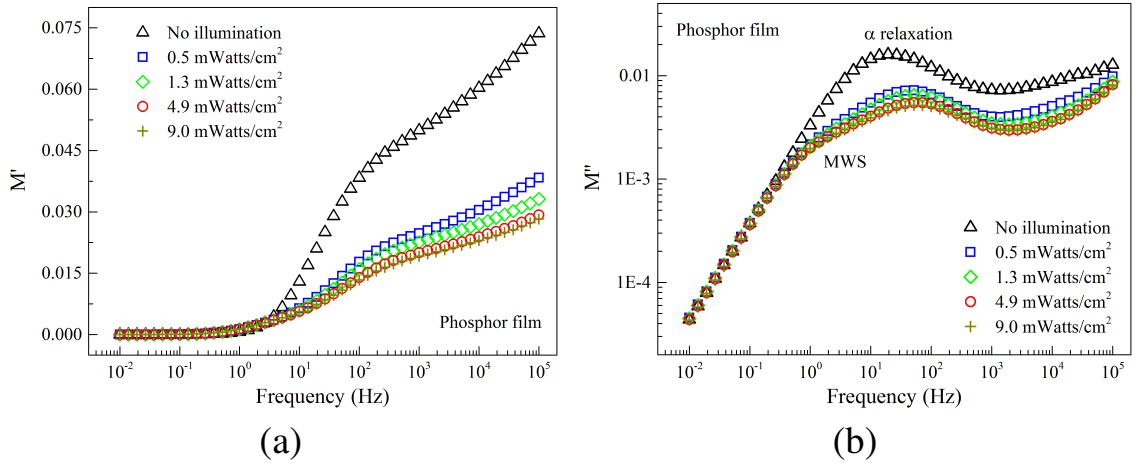 0.075
0.060
0.045
0.030
0.015
0.000
M'
No illumination
0.5 mWatts/cm²
1.3 mWatts/cm²
4.9 mWatts/cm²
9.0 mWatts/cm²
Phosphor film
10⁻² 10⁻¹ 10⁰ 10¹ 10² 10³ 10⁴ 10⁵
Frequency (Hz)
(a)
Phosphor film
α relaxation
0.01
1E-3
1E-4
M"
MWS
No illumination
0.5 mWatts/cm²
1.3 mWatts/cm²
4.9 mWatts/cm²
9.0 mWatts/cm²
10⁻² 10⁻¹ 10⁰ 10¹ 10² 10³ 10⁴ 10⁵
Frequency (Hz)
(b)